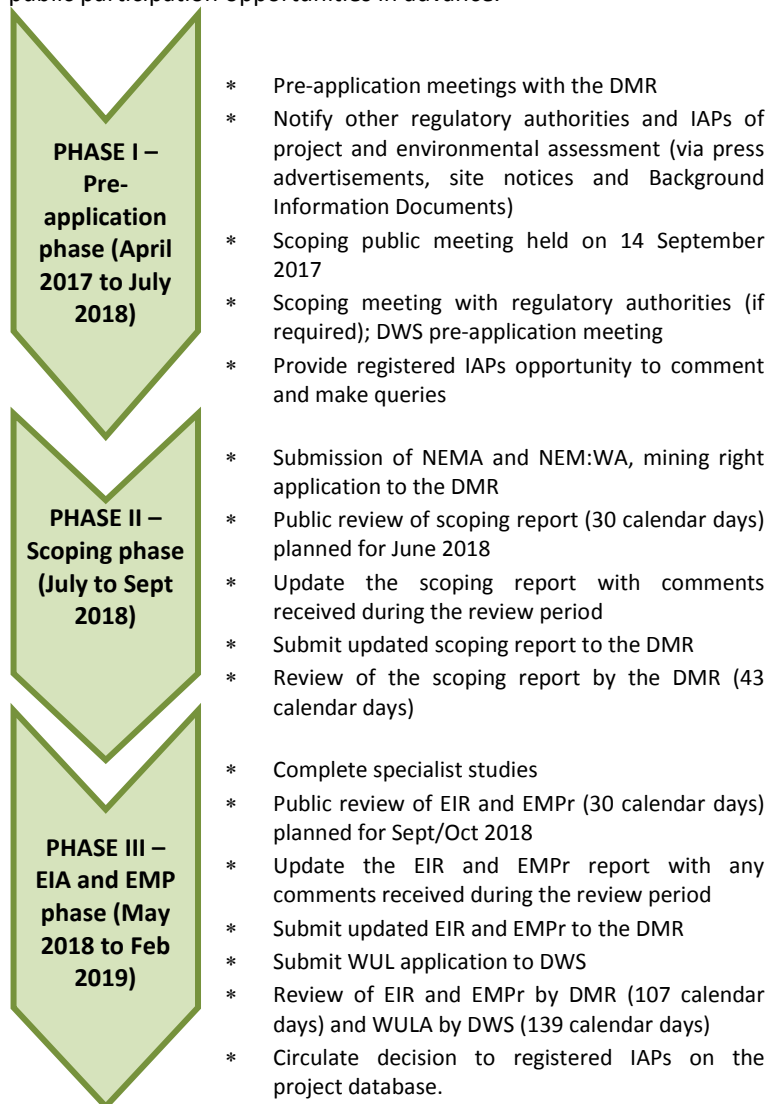 public participation opportunities in advance.
PHASE I –
Pre-
application
phase (April
2017 to July
2018)
* Pre-application meetings with the DMR
* Notify other regulatory authorities and IAPs of
project and environmental assessment (via press
advertisements, site notices and Background
Information Documents)
* Scoping public meeting held on 14 September
2017
* Scoping meeting with regulatory authorities (if
required); DWS pre-application meeting
* Provide registered IAPs opportunity to comment
and make queries
PHASE II –
Scoping phase
(July to Sept
2018)
* Submission of NEMA and NEM:WA, mining right
application to the DMR
* Public review of scoping report (30 calendar days)
planned for June 2018
* Update the scoping report with comments
received during the review period
* Submit updated scoping report to the DMR
* Review of the scoping report by the DMR (43
calendar days)
PHASE III –
EIA and EMP
phase (May
2018 to Feb
2019)
* Complete specialist studies
* Public review of EIR and EMPr (30 calendar days)
planned for Sept/Oct 2018
* Update the EIR and EMPr report with any
comments received during the review period
* Submit updated EIR and EMPr to the DMR
* Submit WUL application to DWS
* Review of EIR and EMPr by DMR (107 calendar
days) and WULA by DWS (139 calendar days)
* Circulate decision to registered IAPs on the
project database.